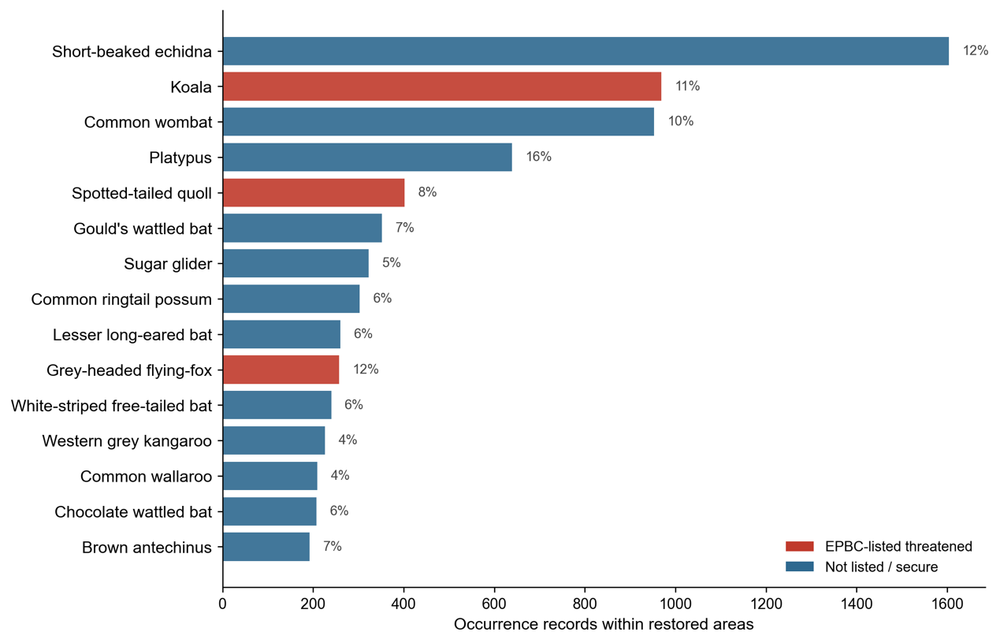 Short-beaked echidna 12%
Koala 11%
Common wombat 10%
Platypus 16%
Spotted-tailed quoll 8%
Gould's wattled bat 7%
Sugar glider 5%
Common ringtail possum 6%
Lesser long-eared bat 6%
Grey-headed flying-fox 12%
White-striped free-tailed bat 6%
Western grey kangaroo 4%
Common wallaroo 4%
Chocolate wattled bat 6%
Brown antechinus 7%
EPBC-listed threatened
Not listed / secure
0 200 400 600 800 1000 1200 1400 1600
Occurrence records within restored areas